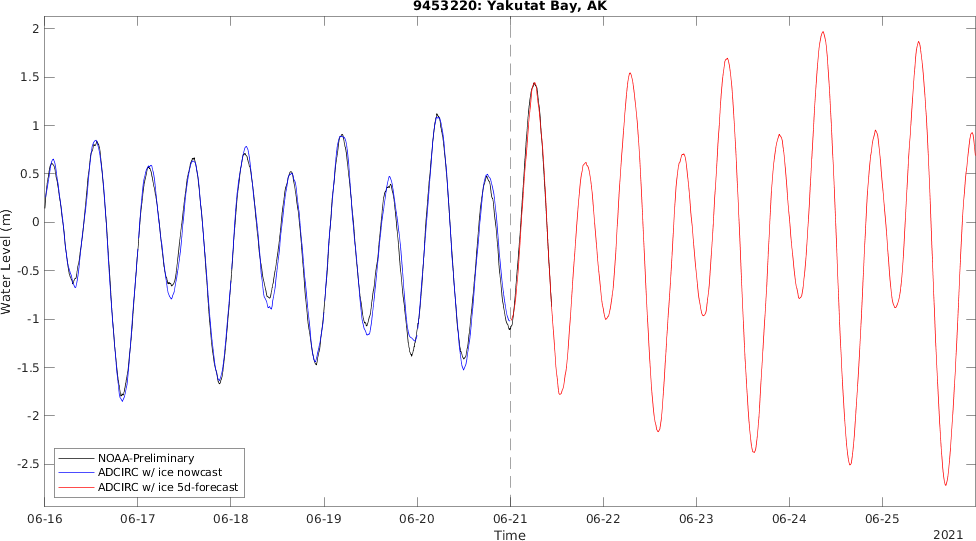 9453220: Yakutat Bay, AK
2
1.5
1
0.5
0
-0.5
-1
-1.5
-2
-2.5
Water Level (m)
NOAA-Preliminary
ADCIRC w/ ice nowcast
ADCIRC w/ ice 5d-forecast
06-16 06-17 06-18 06-19 06-20 06-21 06-22 06-23 06-24 06-25
Time
2021